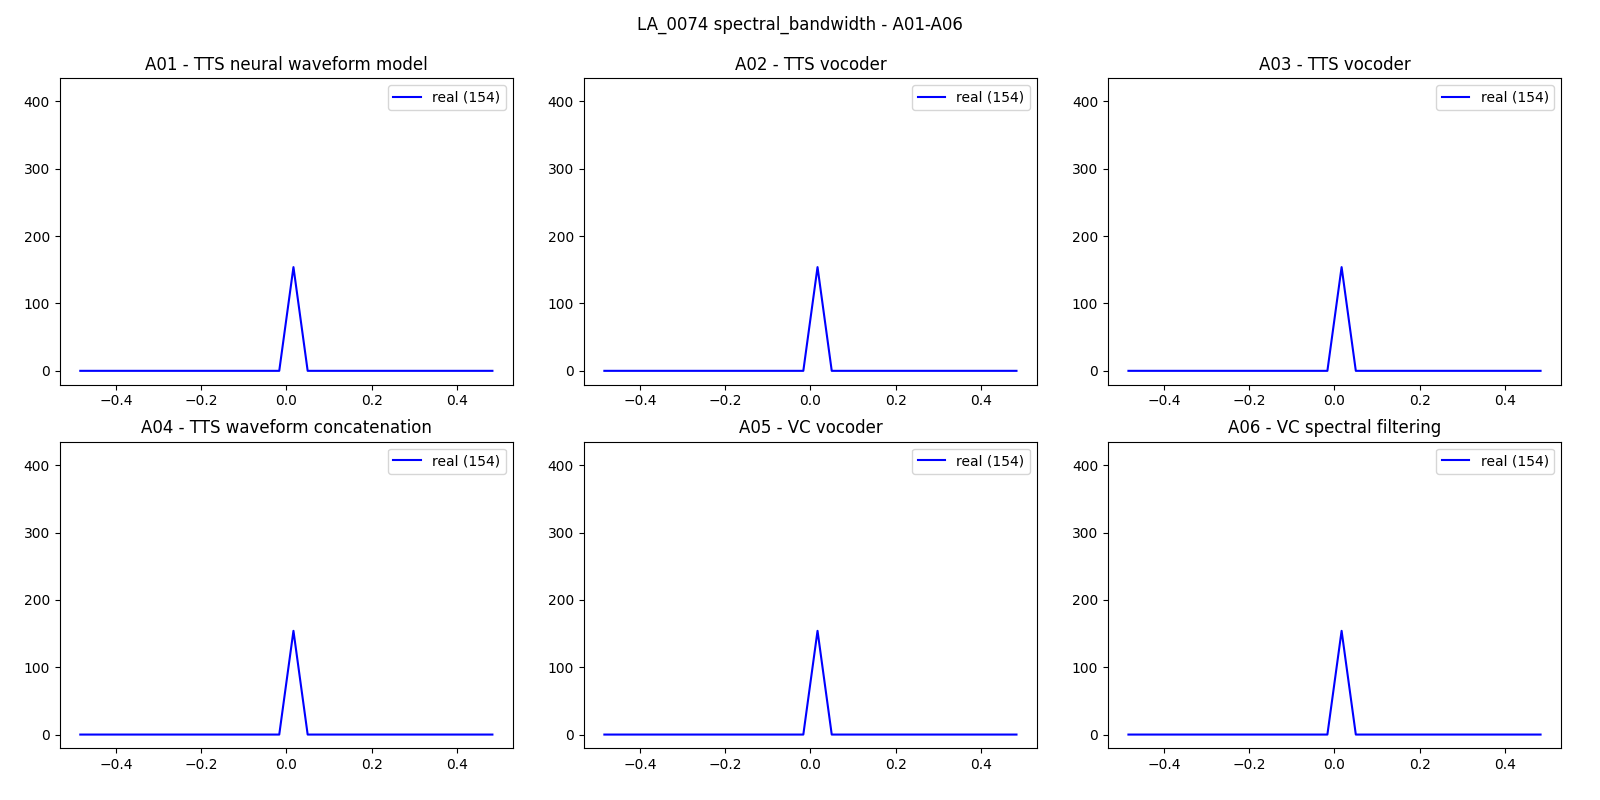 LA_0074 spectral_bandwidth - A01-A06
A01 - TTS neural waveform model
400
300
200
100
0
real (154)
−0.4 −0.2 0.0 0.2 0.4
A02 - TTS vocoder
400
300
200
100
0
real (154)
−0.4 −0.2 0.0 0.2 0.4
A03 - TTS vocoder
400
300
200
100
0
real (154)
−0.4 −0.2 0.0 0.2 0.4
A04 - TTS waveform concatenation
400
300
200
100
0
real (154)
−0.4 −0.2 0.0 0.2 0.4
A05 - VC vocoder
400
300
200
100
0
real (154)
−0.4 −0.2 0.0 0.2 0.4
A06 - VC spectral filtering
400
300
200
100
0
real (154)
−0.4 −0.2 0.0 0.2 0.4